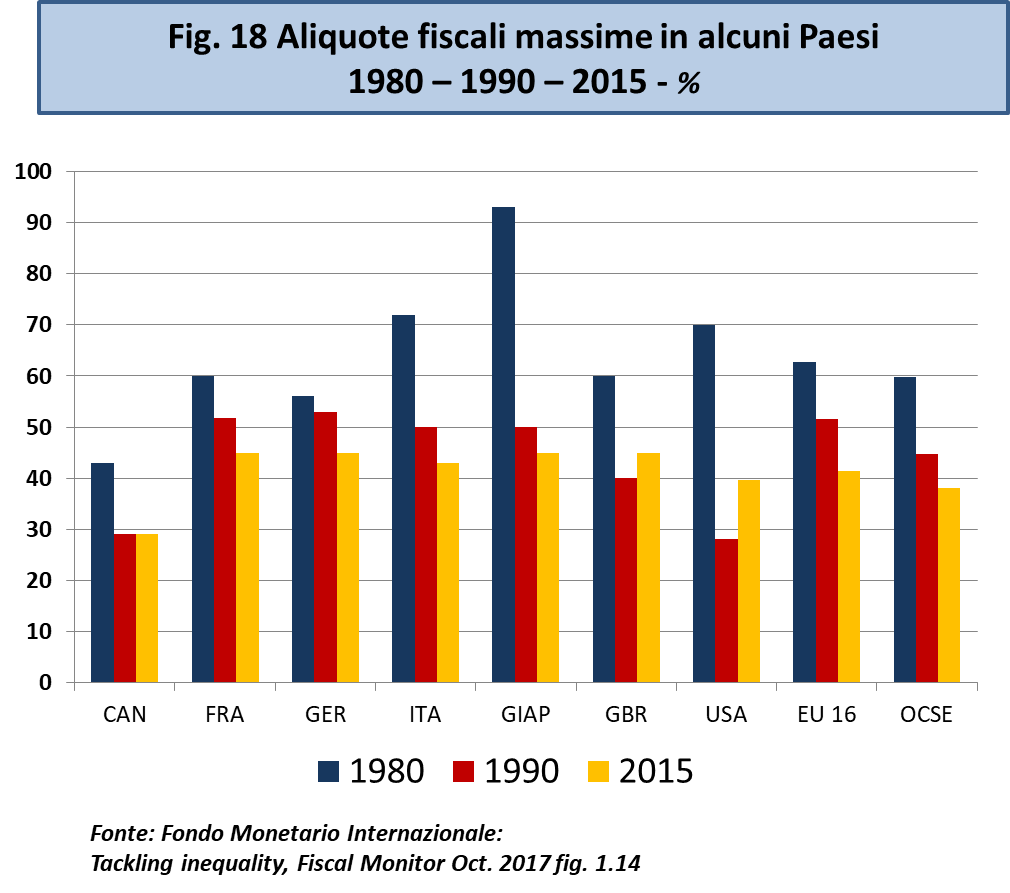 Fig. 18 Aliquote fiscali massime in alcuni Paesi
1980 – 1990 – 2015 - %
100
90
80
70
60
50
40
30
20
10
0
CAN FRA GER ITA GIAP GBR USA EU 16 OCSE
1980 1990 2015
Fonte: Fondo Monetario Internazionale:
Tackling inequality, Fiscal Monitor Oct. 2017 fig. 1.14